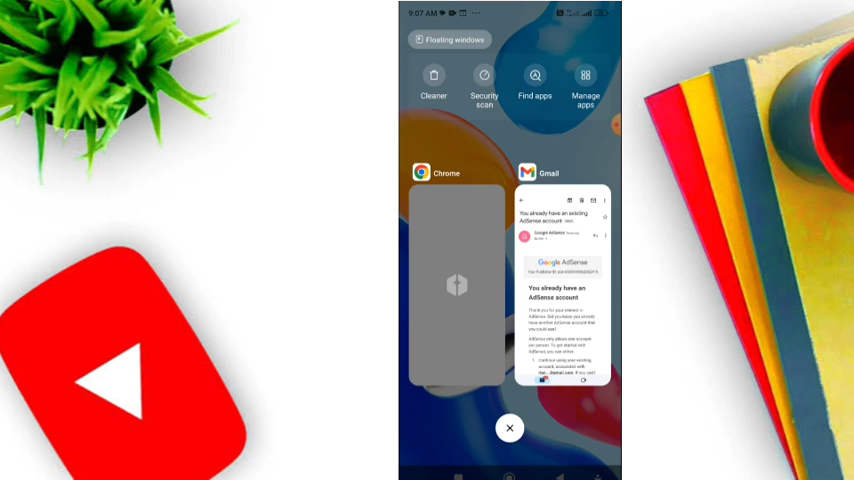 9:07 AM
Floating windows
Cleaner
Security scan
Find apps
Manage apps
Chrome
Gmail
You already have an existing
AdSense account
Google AdSense
Google AdSense
You already have an
AdSense account
Thank you for your interest in
AdSense. Did you know you already
have another AdSense account that
you could use?
AdSense only allows one account
per person. To get started with
AdSense, you can either:
1. Continue using your existing
account, associated with